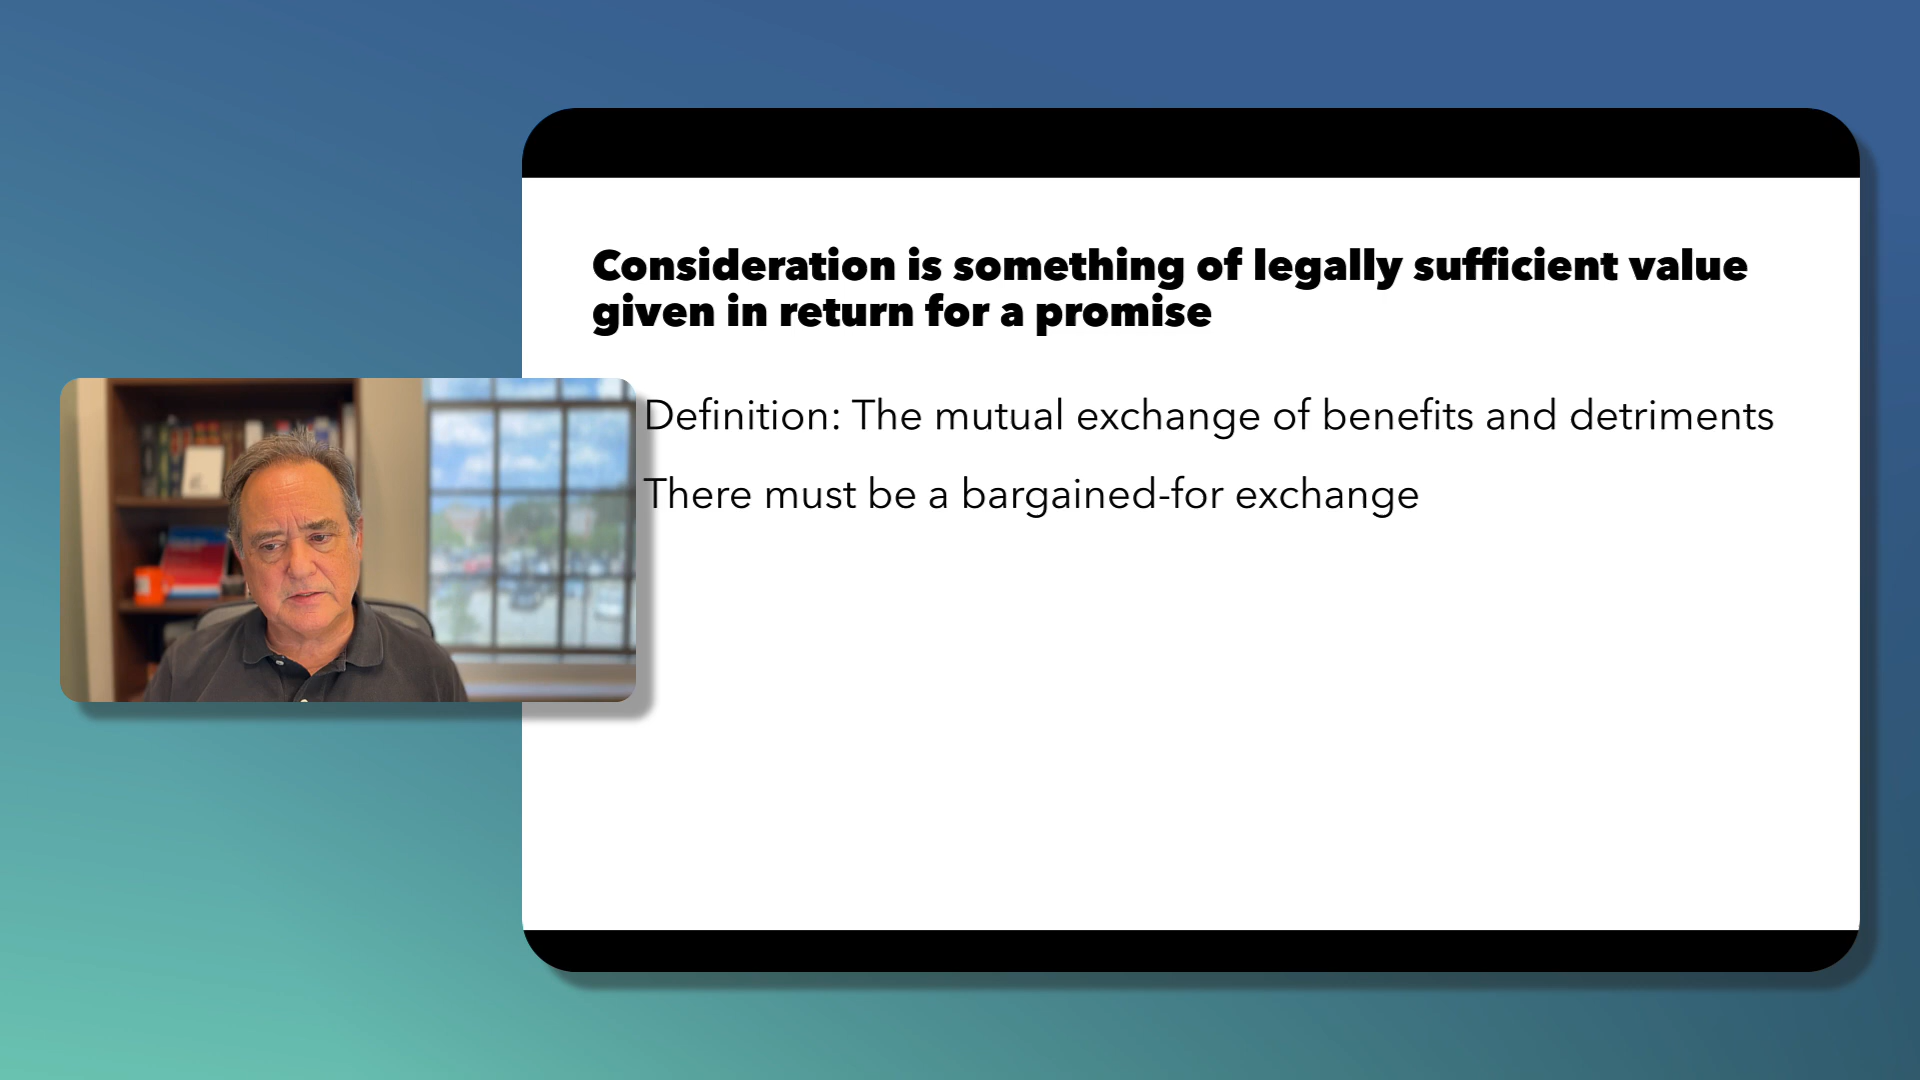 Consideration is something of legally sufficient value
given in return for a promise
Definition: The mutual exchange of benefits and detriments
There must be a bargained-for exchange